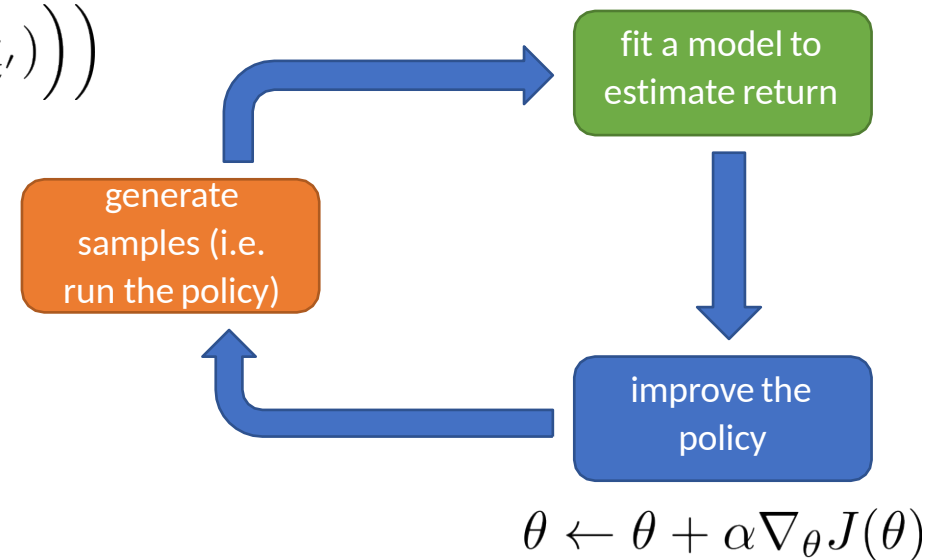 ′)))
fit a model to
estimate return
generate
samples (i.e.
run the policy)
improve the
policy
θ ← θ + α∇θJ(θ)